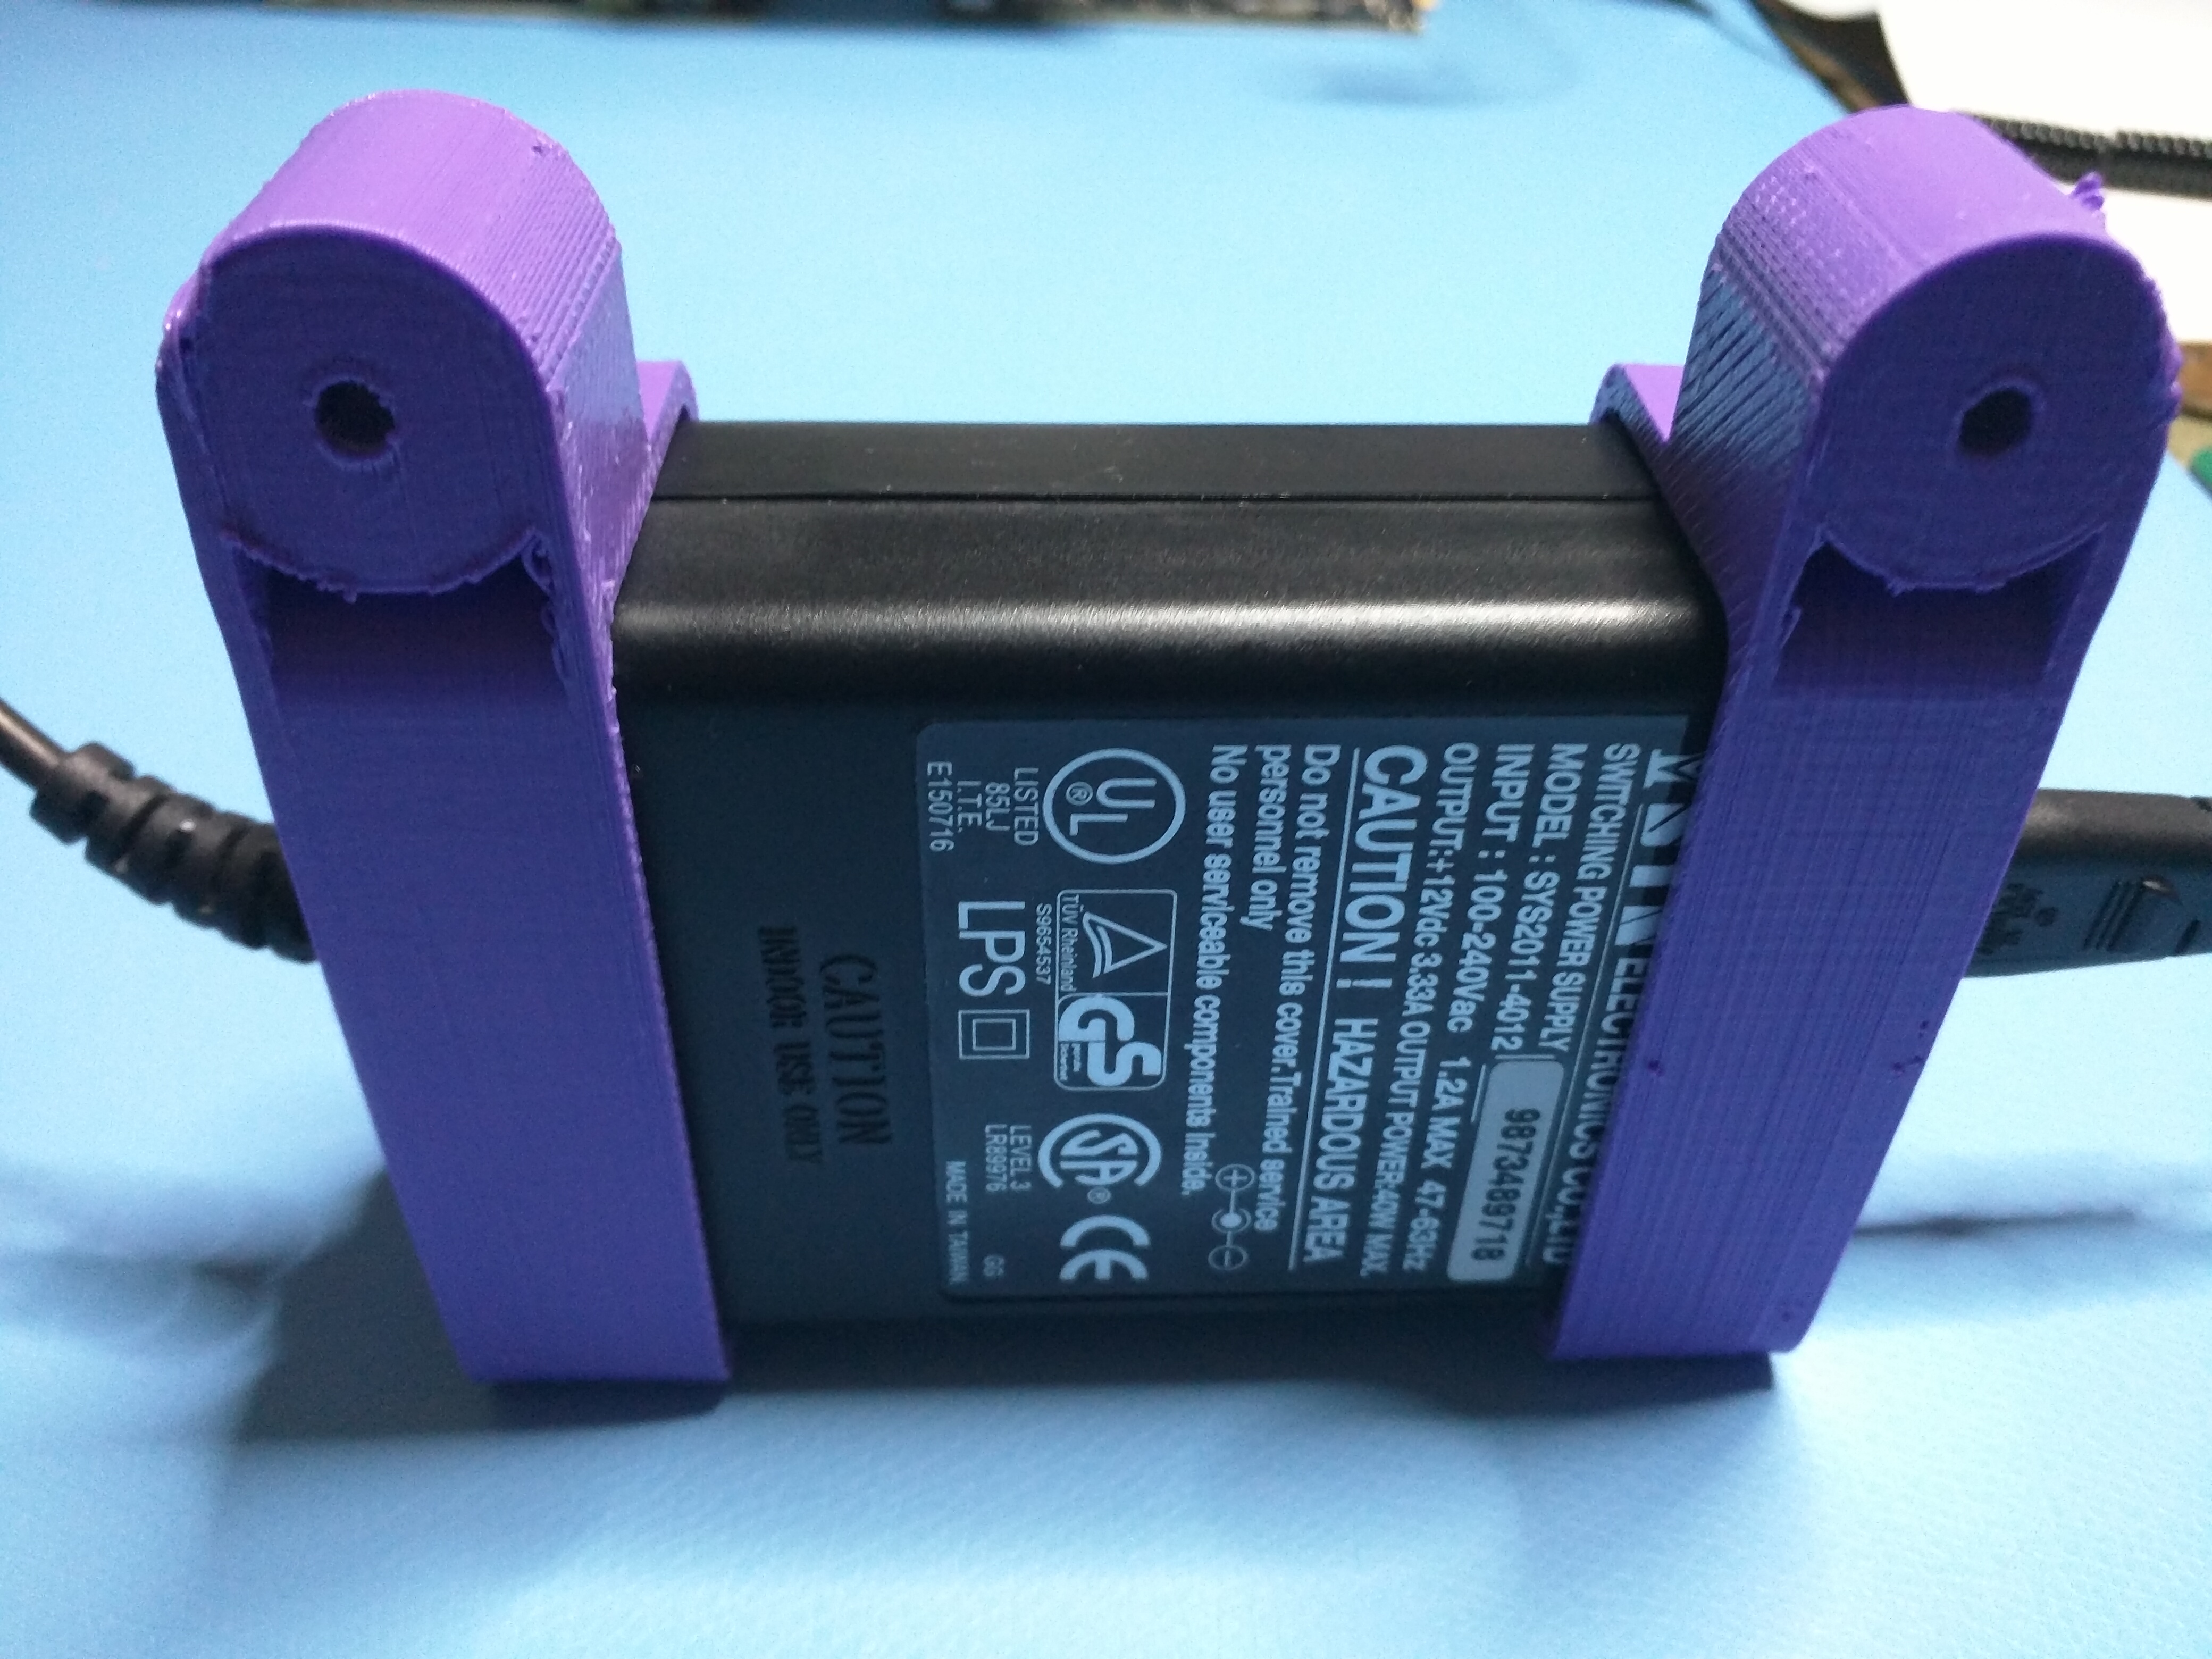 ELECTRONICS CO.,LTD
SWITCHING POWER SUPPLY
MODEL : SYS2011-4012
INPUT : 100-240Vac 1.2A MAX 47-63Hz
OUTPUT:+12Vdc 3.33A OUTPUT POWER:40W MAX.
9873489718
CAUTION! HAZARDOUS AREA
Do not remove this cover.Trained service
personnel only
No user serviceable components inside.
UL ®
LISTED
85LJ
I.T.E.
E150716
TÜV Rheinland
GS
S9654537
LPS
SA ®
LEVEL 3
LR89976
CE
GG
MADE IN TAIWAN
CAUTION
INDOOR USE ONLY